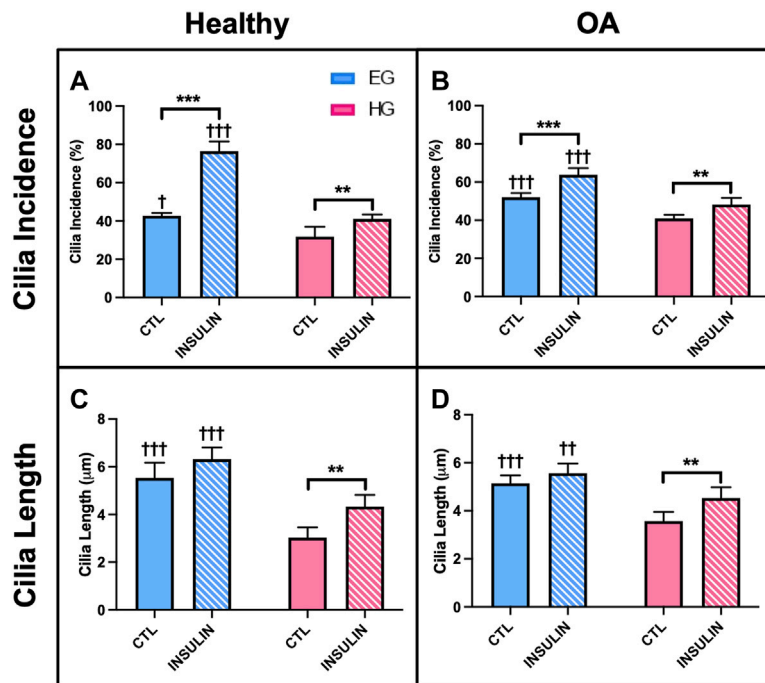 Healthy
OA
Cilia Incidence
Cilia Length
A
EG
HG
Cilia Incidence (%)
100
80
60
40
20
0
***
†††
†
**
CTL
INSULIN
CTL
INSULIN
B
Cilia Incidence (%)
100
80
60
40
20
0
***
†††
†††
**
CTL
INSULIN
CTL
INSULIN
C
Cilia Length (μm)
8
6
4
2
0
†††
†††
**
CTL
INSULIN
CTL
INSULIN
D
Cilia Length (μm)
8
6
4
2
0
†††
††
**
CTL
INSULIN
CTL
INSULIN